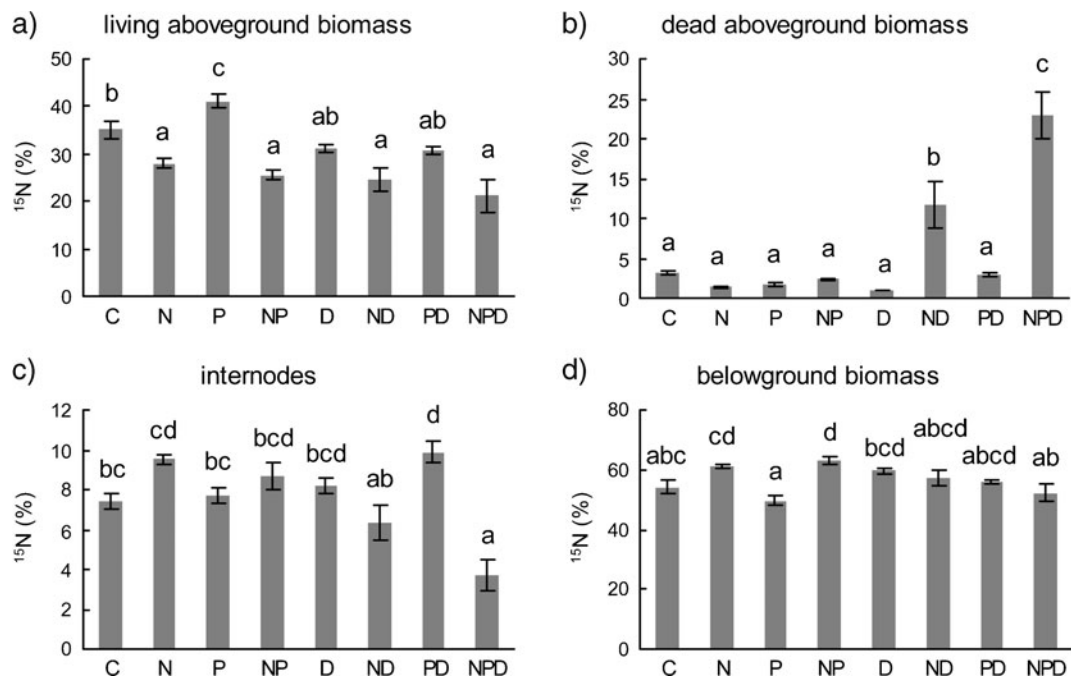 a) living aboveground biomass
¹⁵N (%)
50
40
30
20
10
0
b a c a ab a ab a
C N P NP D ND PD NPD
b) dead aboveground biomass
¹⁵N (%)
30
25
20
15
10
5
0
a a a a a b a c
C N P NP D ND PD NPD
c) internodes
¹⁵N (%)
12
10
8
6
4
2
0
bc cd bc bcd bcd ab d a
C N P NP D ND PD NPD
d) belowground biomass
¹⁵N (%)
80
60
40
20
0
abc cd a d bcd abcd abcd ab
C N P NP D ND PD NPD